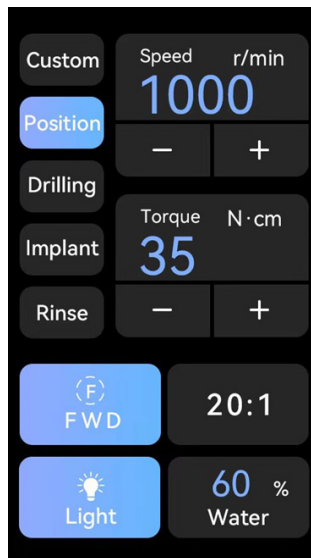 Custom
Position
Drilling
Implant
Rinse
Speed r/min
1000
− +
Torque N·cm
35
− +
(F)
FWD
20:1
Light
60 %
Water